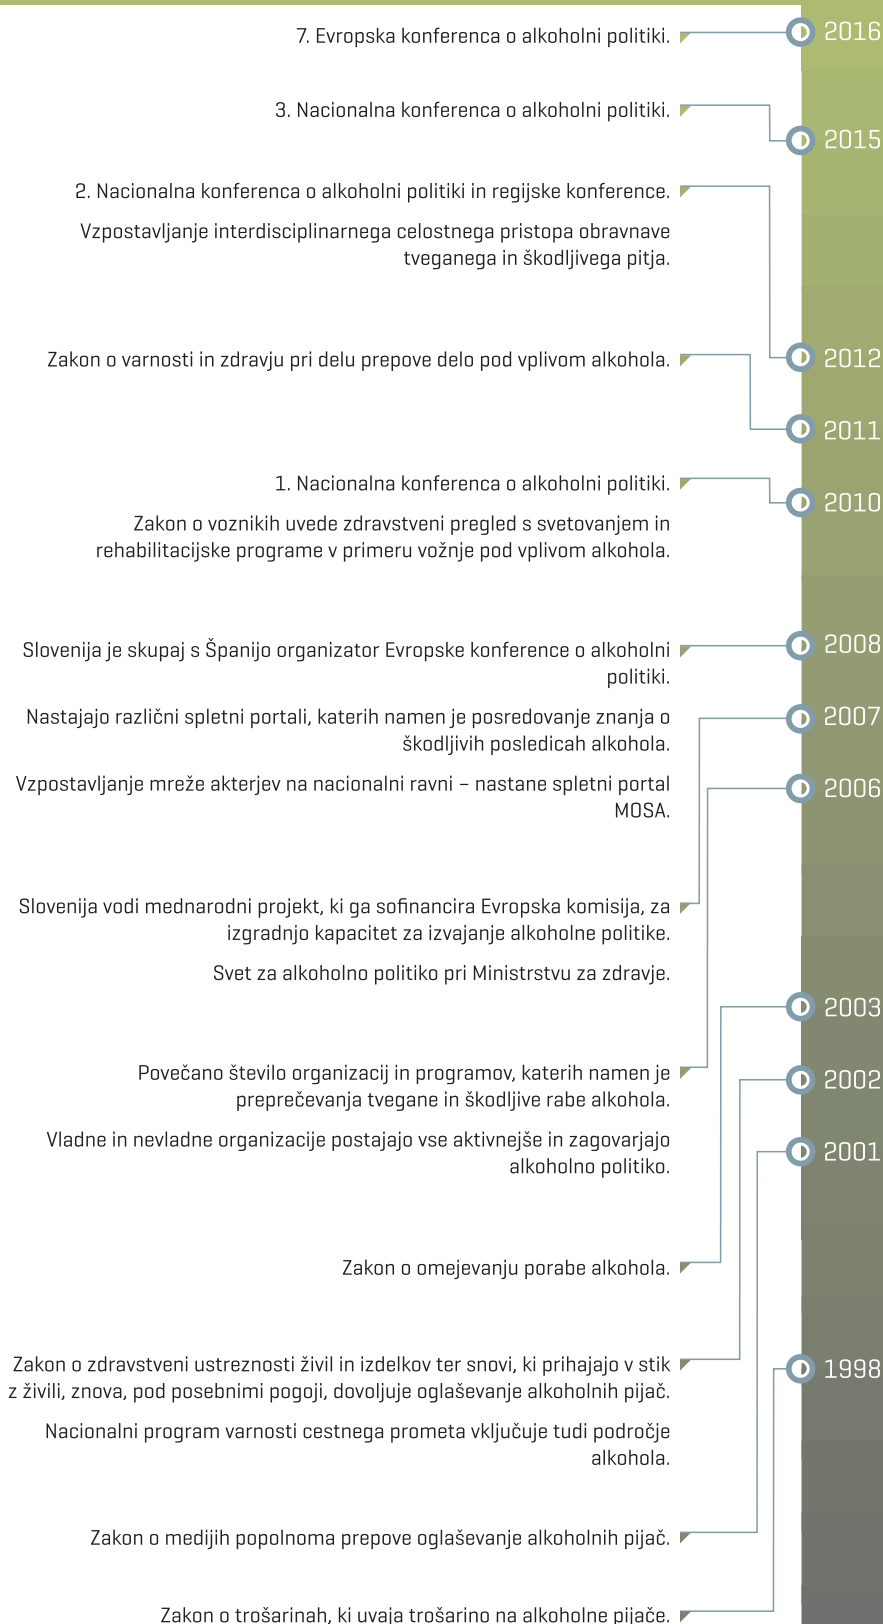 7. Evropska konferenca o alkoholni politiki.
2016
3. Nacionalna konferenca o alkoholni politiki.
2015
2. Nacionalna konferenca o alkoholni politiki in regijske konference.
Vzpostavljanje interdisciplinarnega celostnega pristopa obravnave
tveganega in škodljivega pitja.
2012
Zakon o varnosti in zdravju pri delu prepove delo pod vplivom alkohola.
2011
1. Nacionalna konferenca o alkoholni politiki.
2010
Zakon o voznikih uvede zdravstveni pregled s svetovanjem in
rehabilitacijske programe v primeru vožnje pod vplivom alkohola.
Slovenija je skupaj s Španijo organizator Evropske konference o alkoholni
politiki.
2008
Nastajajo različni spletni portali, katerih namen je posredovanje znanja o
škodljivih posledicah alkohola.
2007
Vzpostavljanje mreže akterjev na nacionalni ravni – nastane spletni portal
MOSA.
2006
Slovenija vodi mednarodni projekt, ki ga sofinancira Evropska komisija, za
izgradnjo kapacitet za izvajanje alkoholne politike.
Svet za alkoholno politiko pri Ministrstvu za zdravje.
2003
Povečano število organizacij in programov, katerih namen je
preprečevanja tvegane in škodljive rabe alkohola.
2002
Vladne in nevladne organizacije postajajo vse aktivnejše in zagovarjajo
alkoholno politiko.
2001
Zakon o omejevanju porabe alkohola.
Zakon o zdravstveni ustreznosti živil in izdelkov ter snovi, ki prihajajo v stik
z živili, znova, pod posebnimi pogoji, dovoljuje oglaševanje alkoholnih pijač.
1998
Nacionalni program varnosti cestnega prometa vključuje tudi področje
alkohola.
Zakon o medijih popolnoma prepove oglaševanje alkoholnih pijač.
Zakon o trošarinah, ki uvaja trošarino na alkoholne pijače.